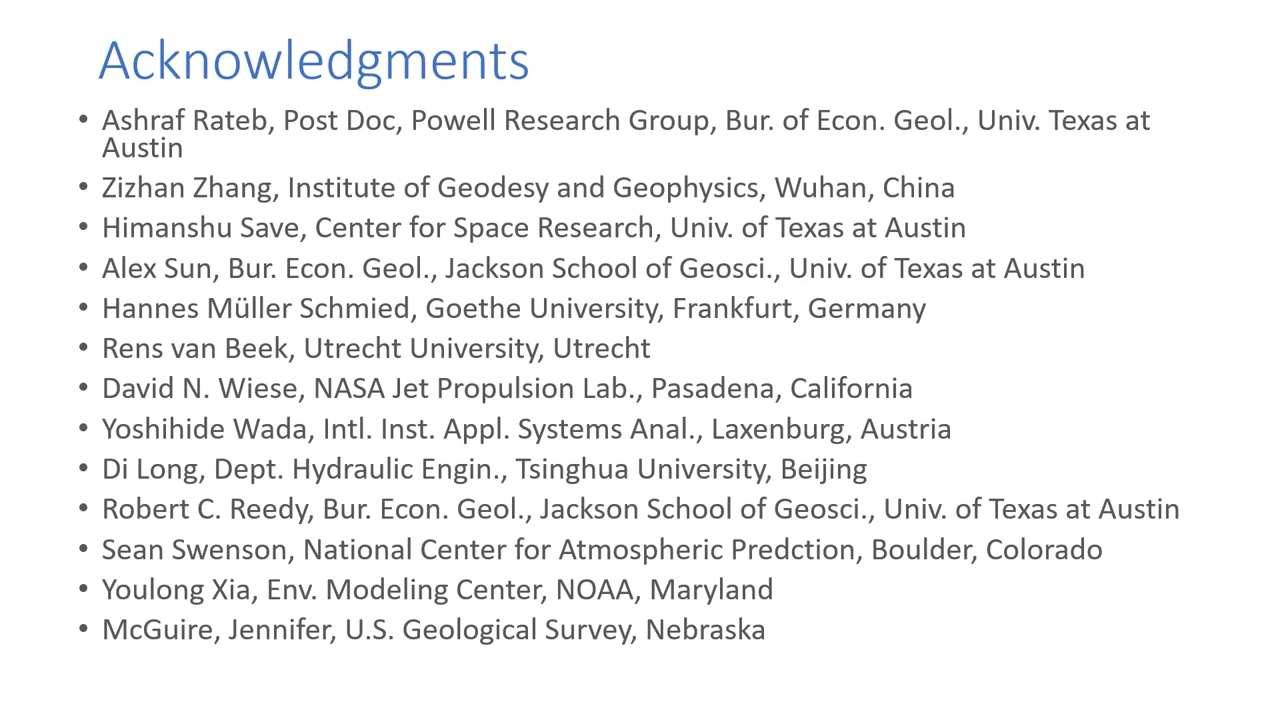 Acknowledgments
• Ashraf Rateb, Post Doc, Powell Research Group, Bur. of Econ. Geol., Univ. Texas at
Austin
• Zizhan Zhang, Institute of Geodesy and Geophysics, Wuhan, China
• Himanshu Save, Center for Space Research, Univ. of Texas at Austin
• Alex Sun, Bur. Econ. Geol., Jackson School of Geosci., Univ. of Texas at Austin
• Hannes Müller Schmied, Goethe University, Frankfurt, Germany
• Rens van Beek, Utrecht University, Utrecht
• David N. Wiese, NASA Jet Propulsion Lab., Pasadena, California
• Yoshihide Wada, Intl. Inst. Appl. Systems Anal., Laxenburg, Austria
• Di Long, Dept. Hydraulic Engin., Tsinghua University, Beijing
• Robert C. Reedy, Bur. Econ. Geol., Jackson School of Geosci., Univ. of Texas at Austin
• Sean Swenson, National Center for Atmospheric Predction, Boulder, Colorado
• Youlong Xia, Env. Modeling Center, NOAA, Maryland
• McGuire, Jennifer, U.S. Geological Survey, Nebraska